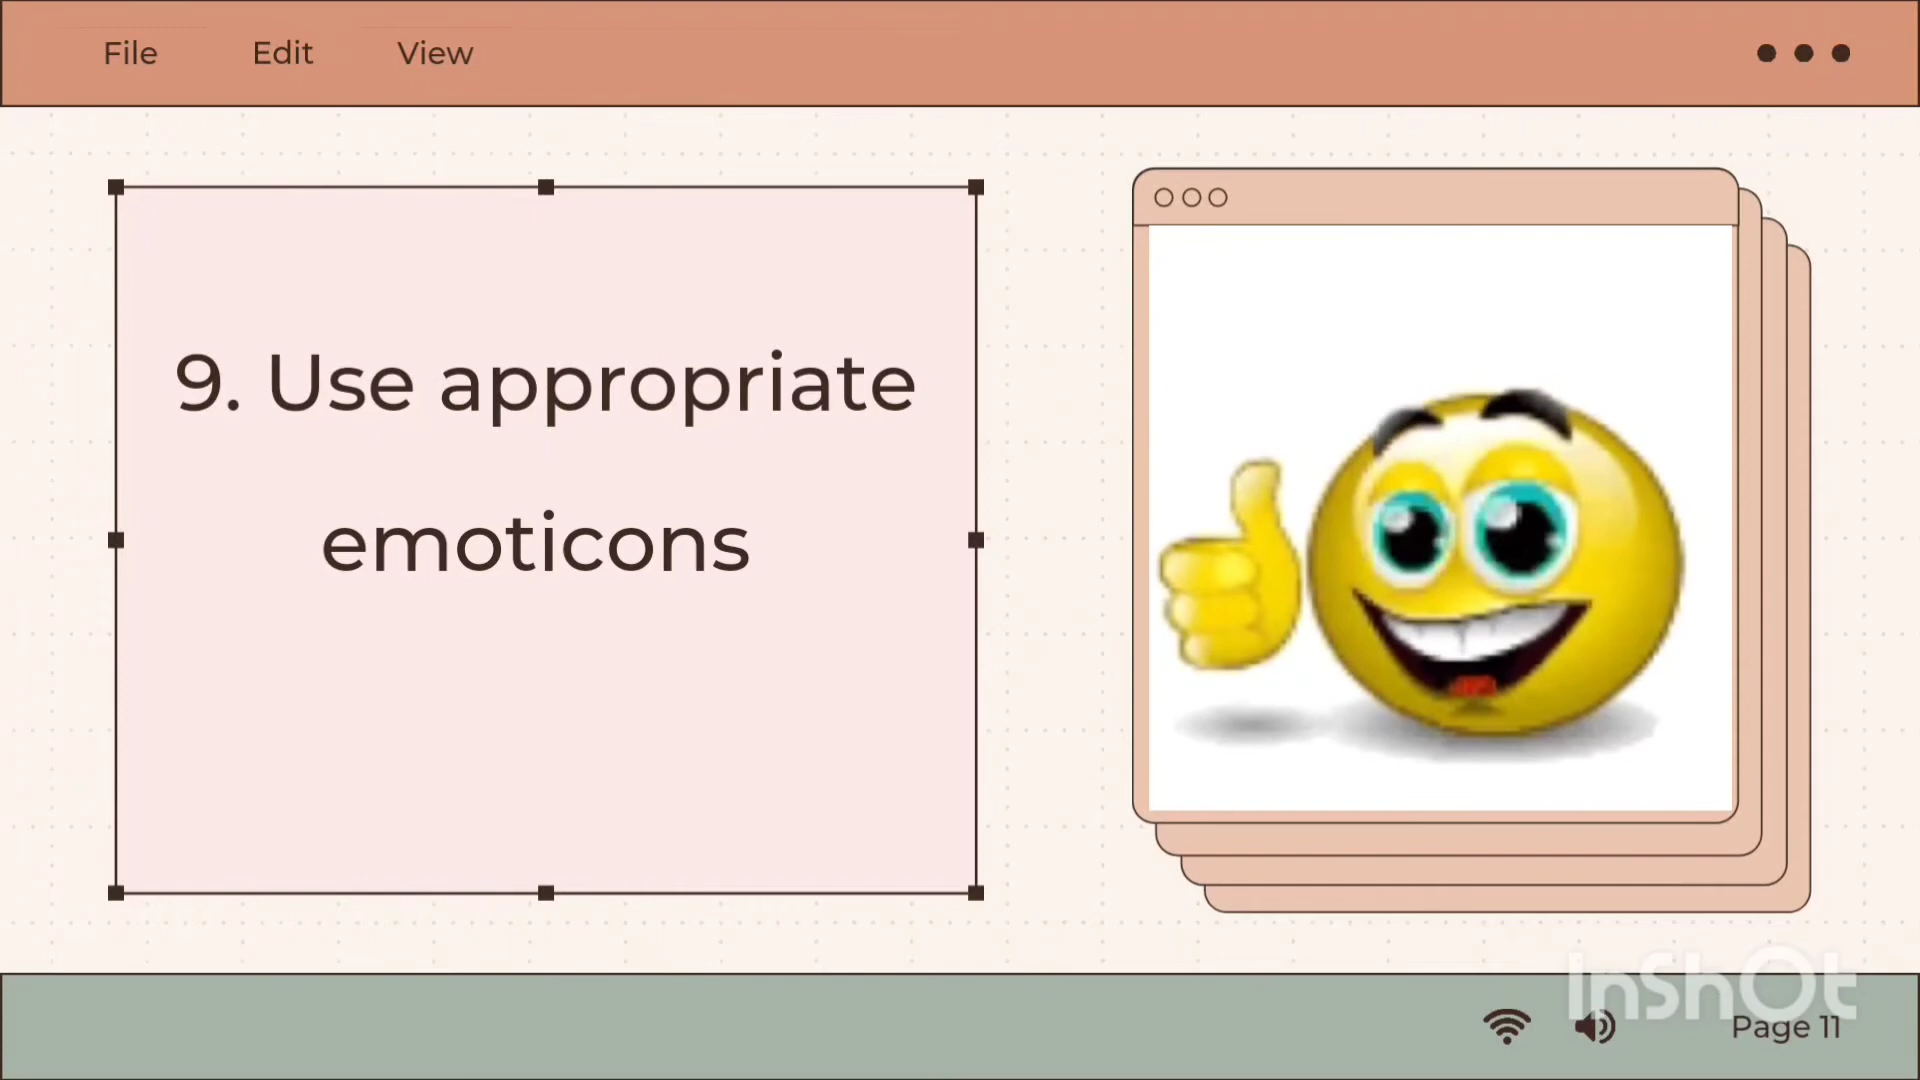 File Edit View
9. Use appropriate
emoticons
InShOt
Page 11